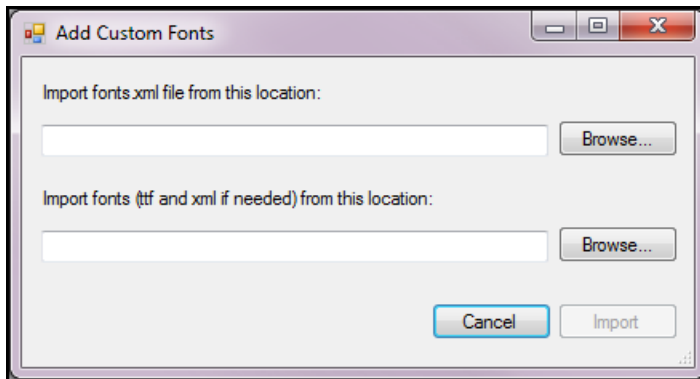 Add Custom Fonts
Import fonts.xml file from this location:
Browse...
Import fonts (ttf and xml if needed) from this location:
Browse...
Cancel Import